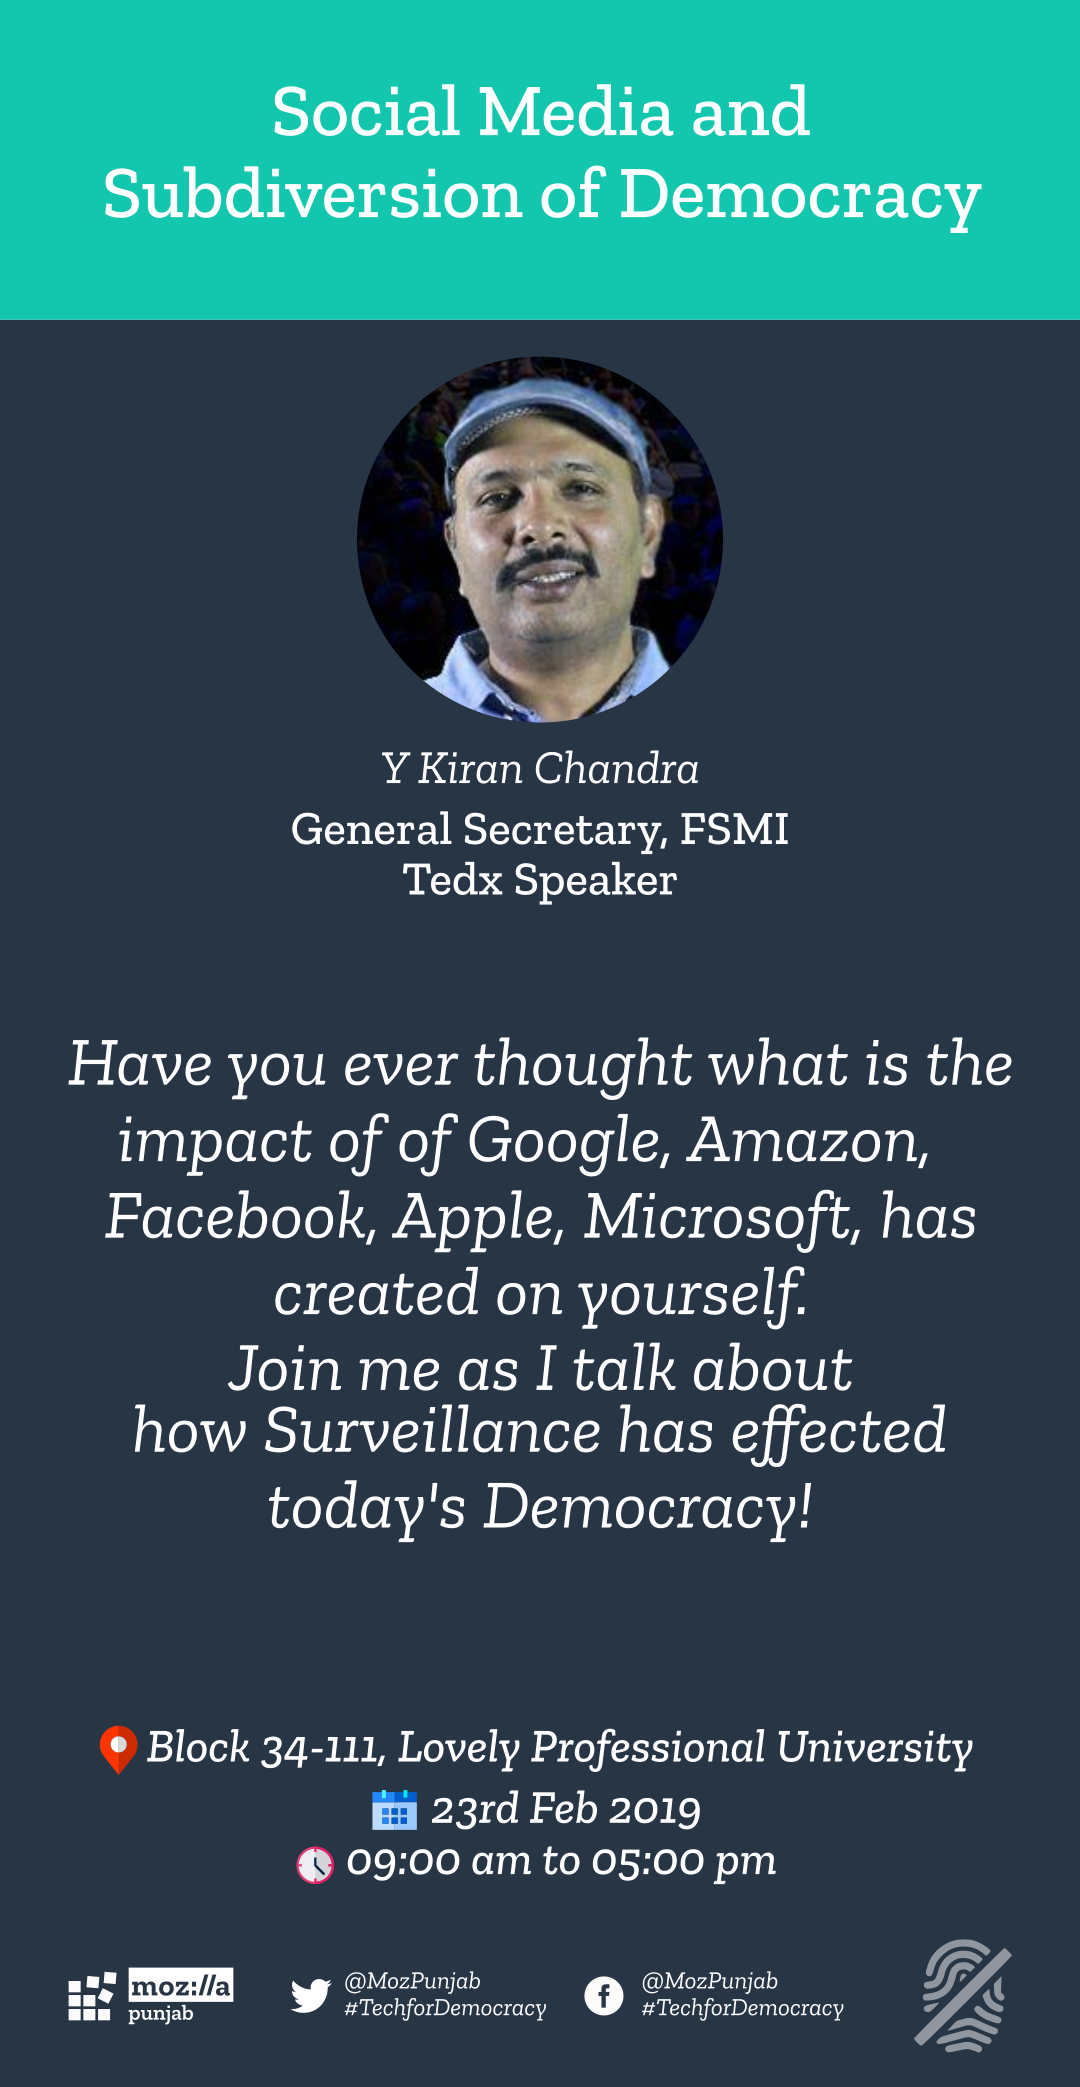 Social Media and
Subdiversion of Democracy
Y Kiran Chandra
General Secretary, FSMI
Tedx Speaker
Have you ever thought what is the
impact of of Google, Amazon,
Facebook, Apple, Microsoft, has
created on yourself.
Join me as I talk about
how Surveillance has effected
today's Democracy!
Block 34-111, Lovely Professional University
23rd Feb 2019
09:00 am to 05:00 pm
moz://a
punjab
@MozPunjab
#TechforDemocracy
@MozPunjab
#TechforDemocracy